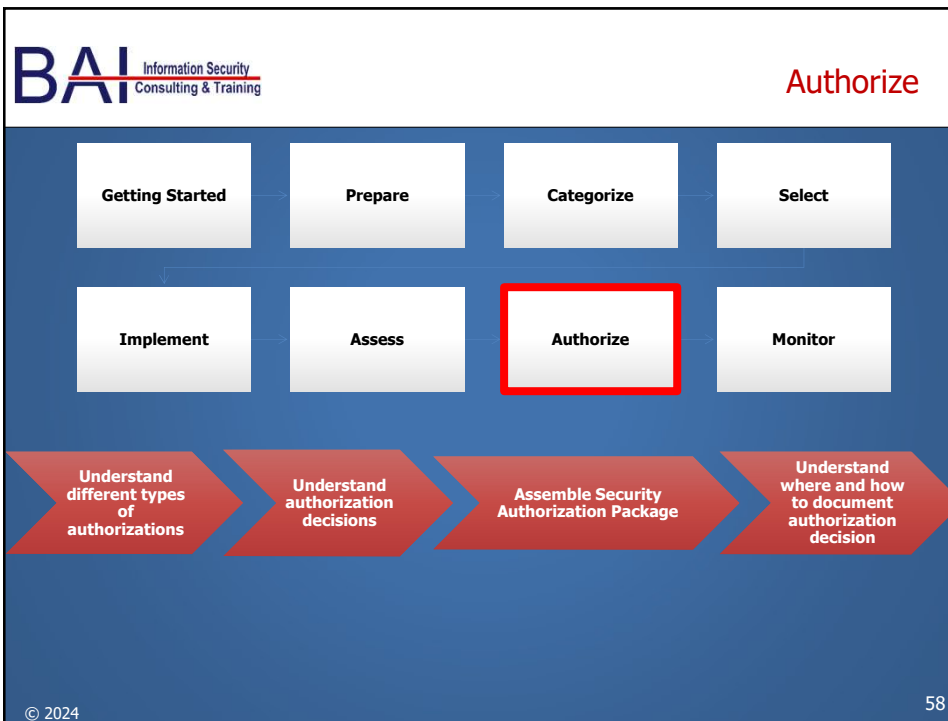 BAI Information Security
Consulting & Training
Authorize
Getting Started
Prepare
Categorize
Select
Implement
Assess
Authorize
Monitor
Understand
different types
of
authorizations
Understand
authorization
decisions
Assemble Security
Authorization Package
Understand
where and how
to document
authorization
decision
© 2024
58